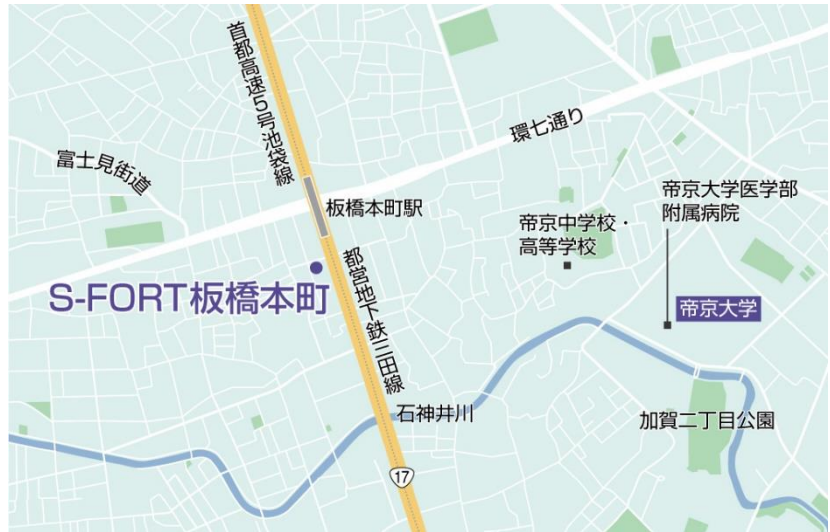 首都高速5号池袋線
環七通り
富士見街道
板橋本町駅
帝京大学医学部
附属病院
帝京中学校・
高等学校
都営地下鉄三田線
S-FORT板橋本町
帝京大学
石神井川
加賀二丁目公園
17